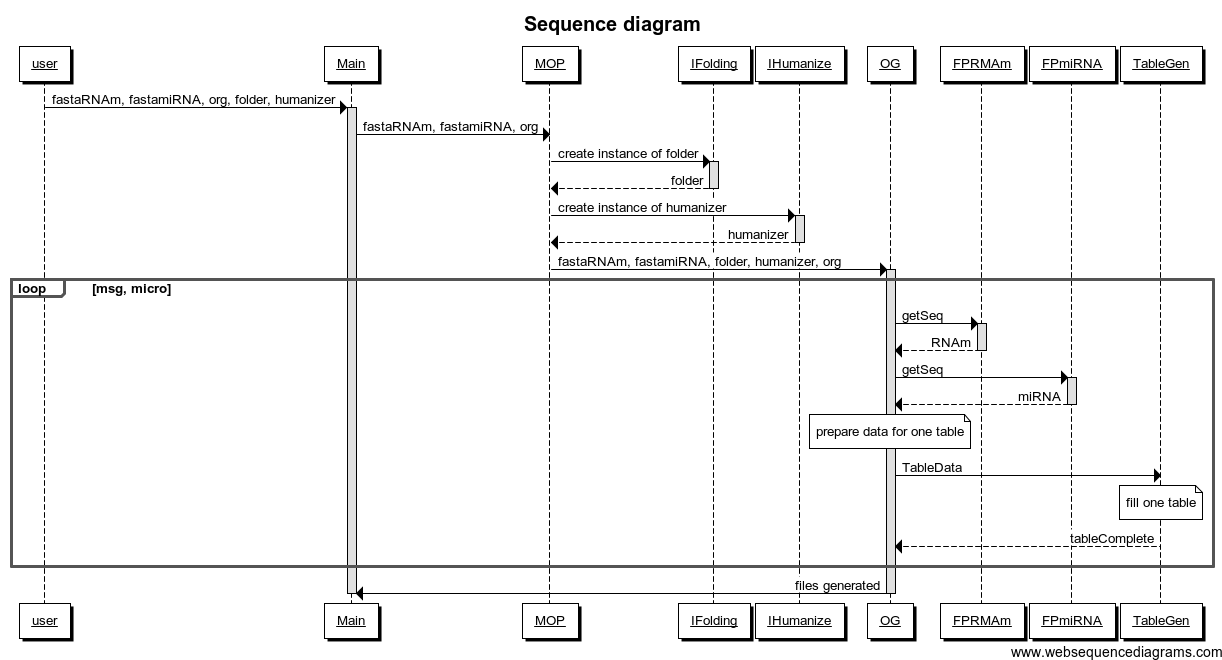 Sequence diagram
user Main MOP IFolding IHumanize OG FPRMAm FPmiRNA TableGen
fastaRNAm, fastamiRNA, org, folder, humanizer
fastaRNAm, fastamiRNA, org
create instance of folder
folder
create instance of humanizer
humanizer
fastaRNAm, fastamiRNA, folder, humanizer, org
loop [msg, micro]
getSeq
RNAm
getSeq
miRNA
prepare data for one table
TableData
fill one table
tableComplete
files generated
user Main MOP IFolding IHumanize OG FPRMAm FPmiRNA TableGen
www.websequencediagrams.com